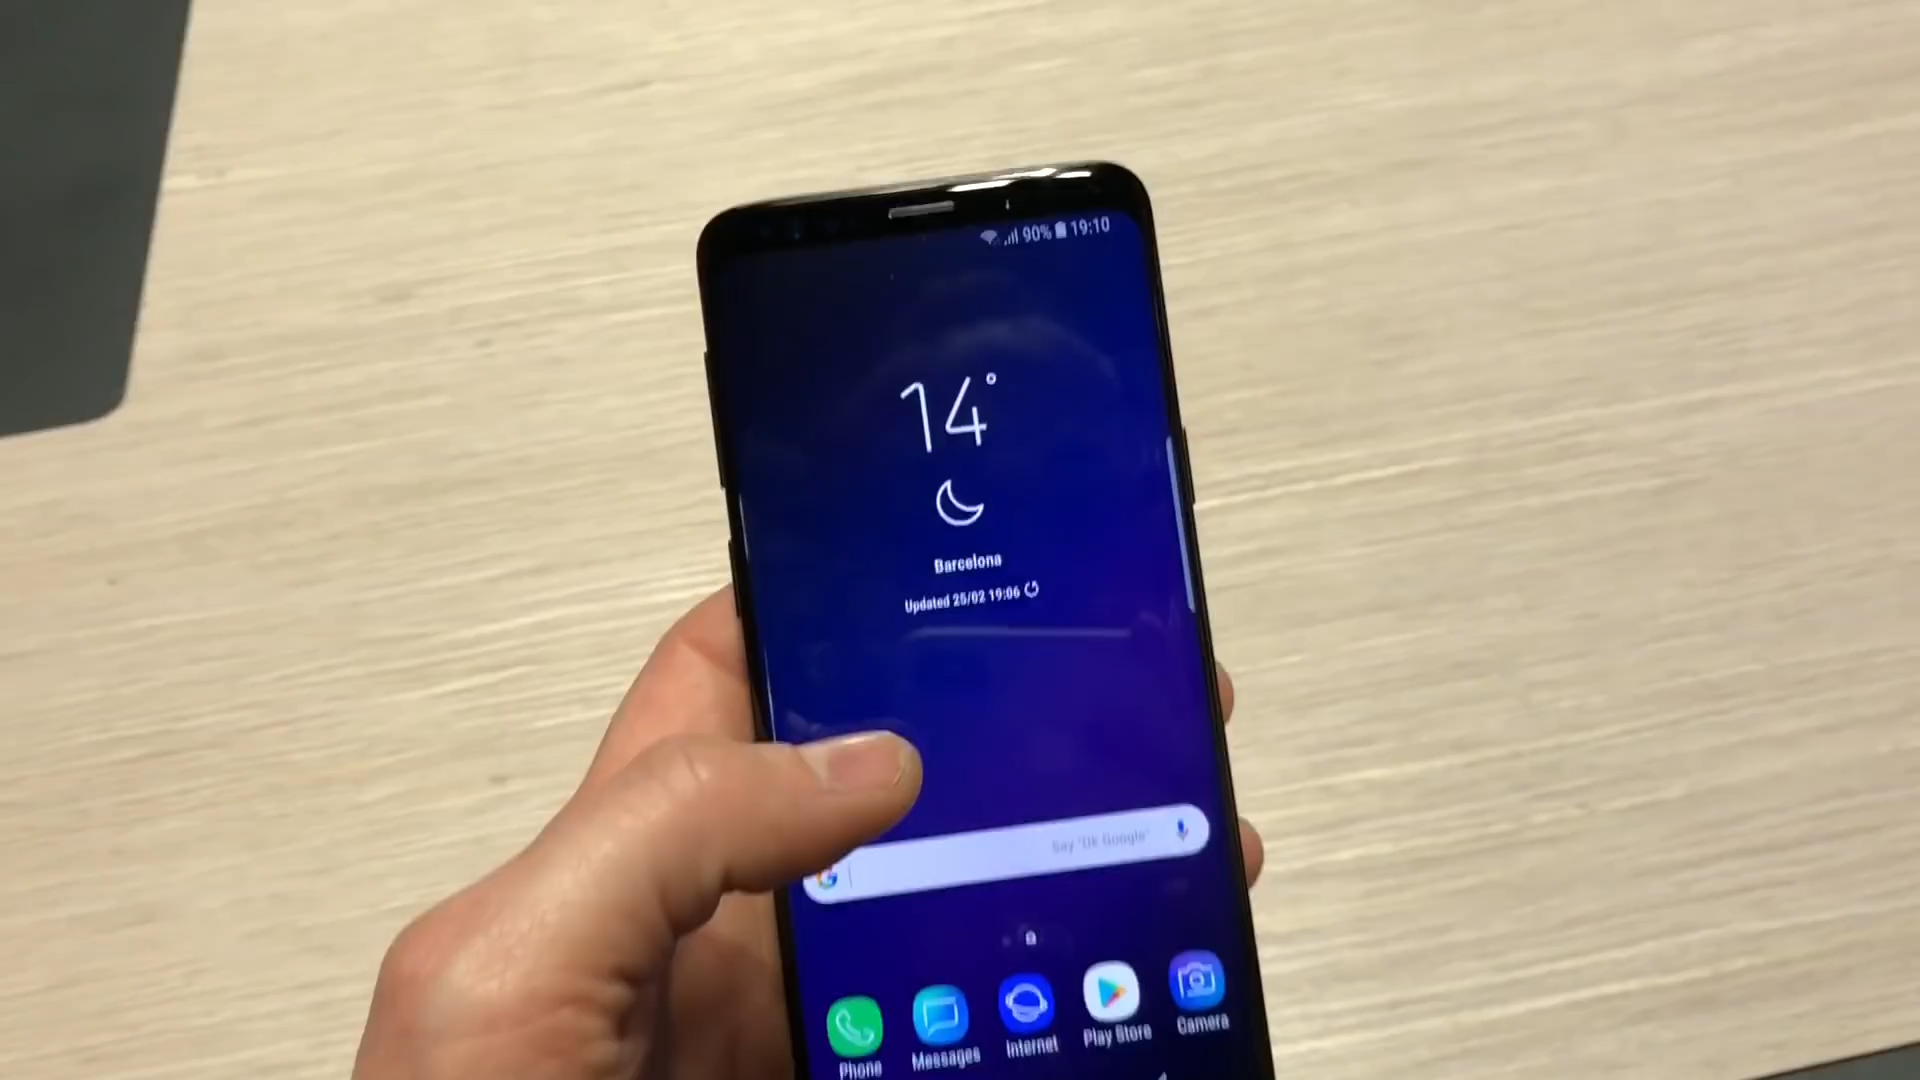 90% 19:10
14°
Barcelona
Updated 25/02 19:06
Say "Ok Google"
Phone
Messages
Internet
Play Store
Camera